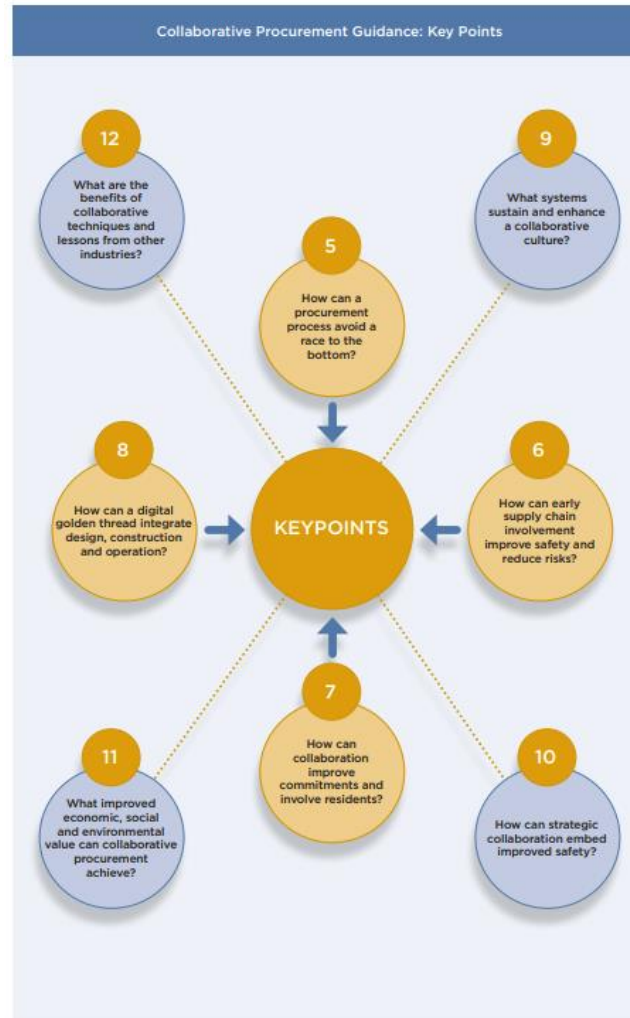 Collaborative Procurement Guidance: Key Points
12
What are the
benefits of
collaborative
techniques and
lessons from other
industries?
9
What systems
sustain and enhance
a collaborative
culture?
5
How can a
procurement
process avoid a
race to the
bottom?
8
How can a digital
golden thread integrate
design, construction
and operation?
KEYPOINTS
6
How can early
supply chain
involvement
improve safety and
reduce risks?
7
How can
collaboration
improve
commitments and
involve residents?
11
What improved
economic, social
and environmental
value can collaborative
procurement
achieve?
10
How can strategic
collaboration embed
improved safety?